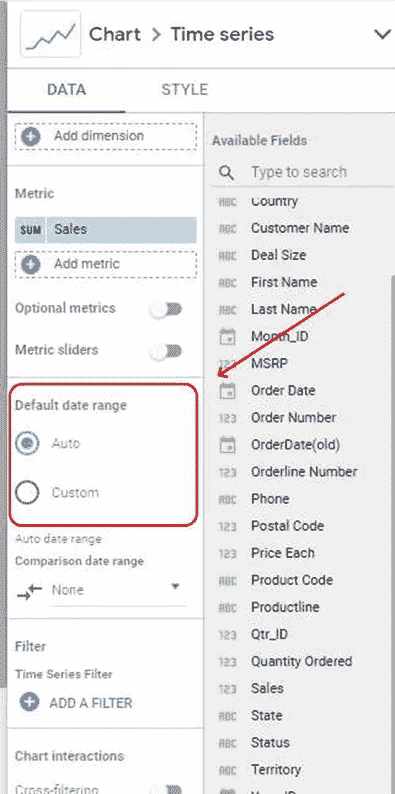 Chart > Time series
DATA
STYLE
Add dimension
Metric
SUM Sales
Add metric
Optional metrics
Metric sliders
Default date range
Auto
Custom
Auto date range
Comparison date range
None
Filter
Time Series Filter
ADD A FILTER
Chart interactions
Cross-filtering
Available Fields
Type to search
ABC Country
ABC Customer Name
ABC Deal Size
ABC First Name
ABC Last Name
Month_ID
123 MSRP
Order Date
123 Order Number
OrderDate(old)
123 Orderline Number
ABC Phone
123 Postal Code
123 Price Each
ABC Product Code
ABC Productline
123 Qtr_ID
123 Quantity Ordered
123 Sales
ABC State
ABC Status
ABC Territory